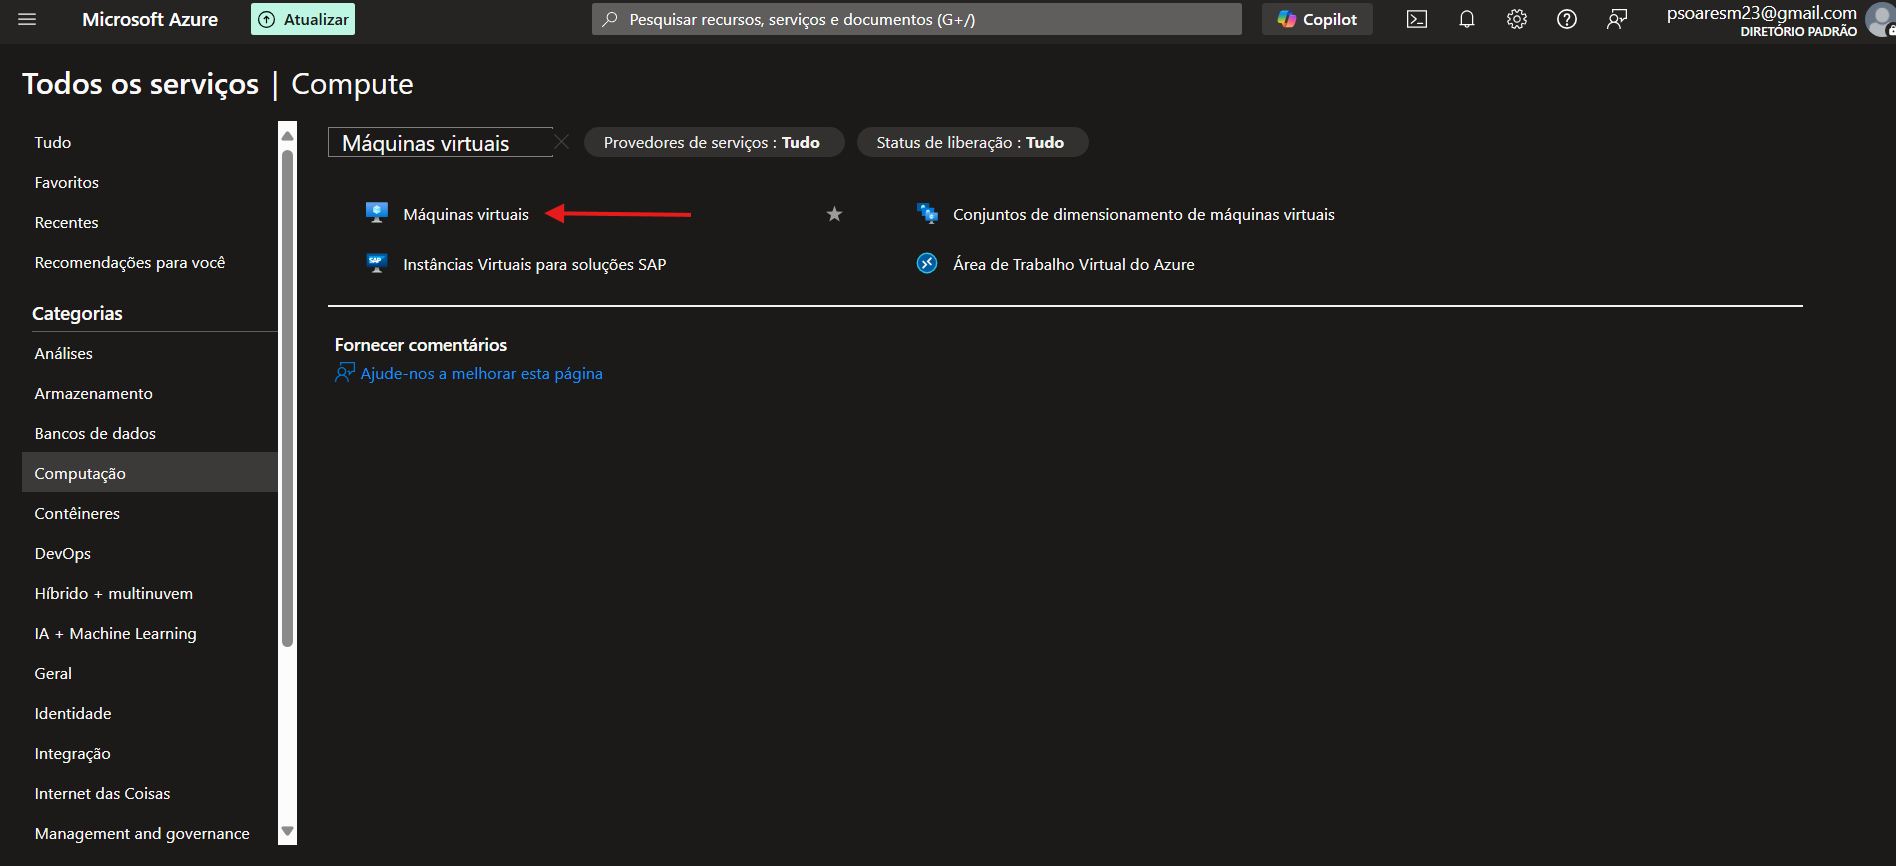 Microsoft Azure
Atualizar
Pesquisar recursos, serviços e documentos (G+/)
Copilot
psoaresm23@gmail.com
DIRETÓRIO PADRÃO
Todos os serviços | Compute
Tudo
Favoritos
Recentes
Recomendações para você
Categorias
Análises
Armazenamento
Bancos de dados
Computação
Contêineres
DevOps
Híbrido + multinuvem
IA + Machine Learning
Geral
Identidade
Integração
Internet das Coisas
Management and governance
Máquinas virtuais
Provedores de serviços : Tudo
Status de liberação : Tudo
Máquinas virtuais
Conjuntos de dimensionamento de máquinas virtuais
SAP
Instâncias Virtuais para soluções SAP
Área de Trabalho Virtual do Azure
Fornecer comentários
Ajude-nos a melhorar esta página